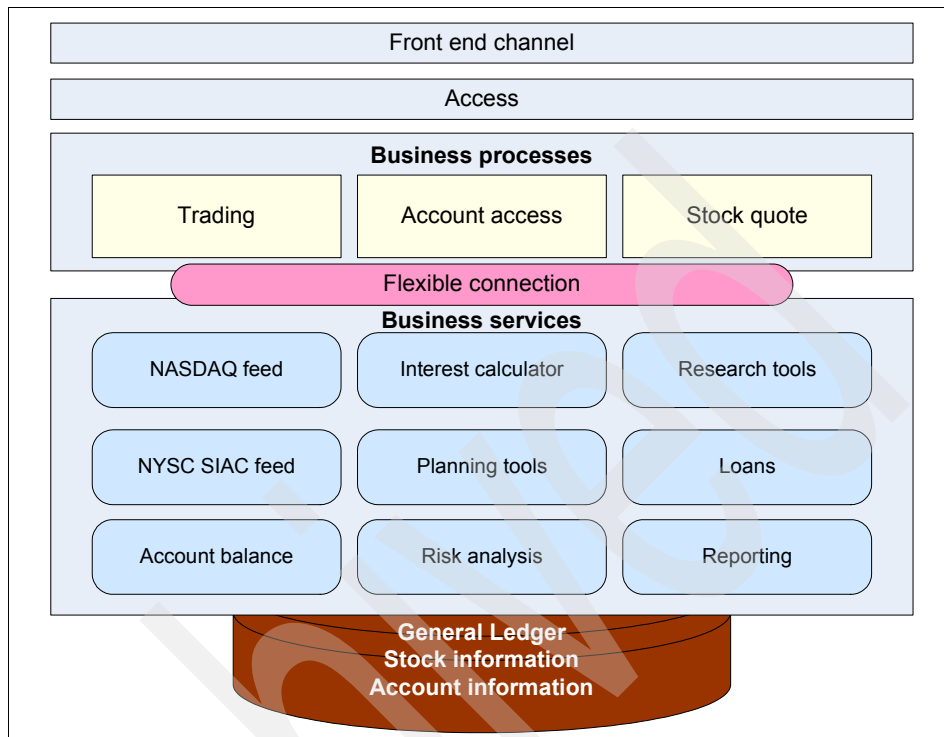 Front end channel
Access
Business processes
Trading
Account access
Stock quote
Flexible connection
Business services
NASDAQ feed
Interest calculator
Research tools
NYSC SIAC feed
Planning tools
Loans
Account balance
Risk analysis
Reporting
General Ledger
Stock information
Account information